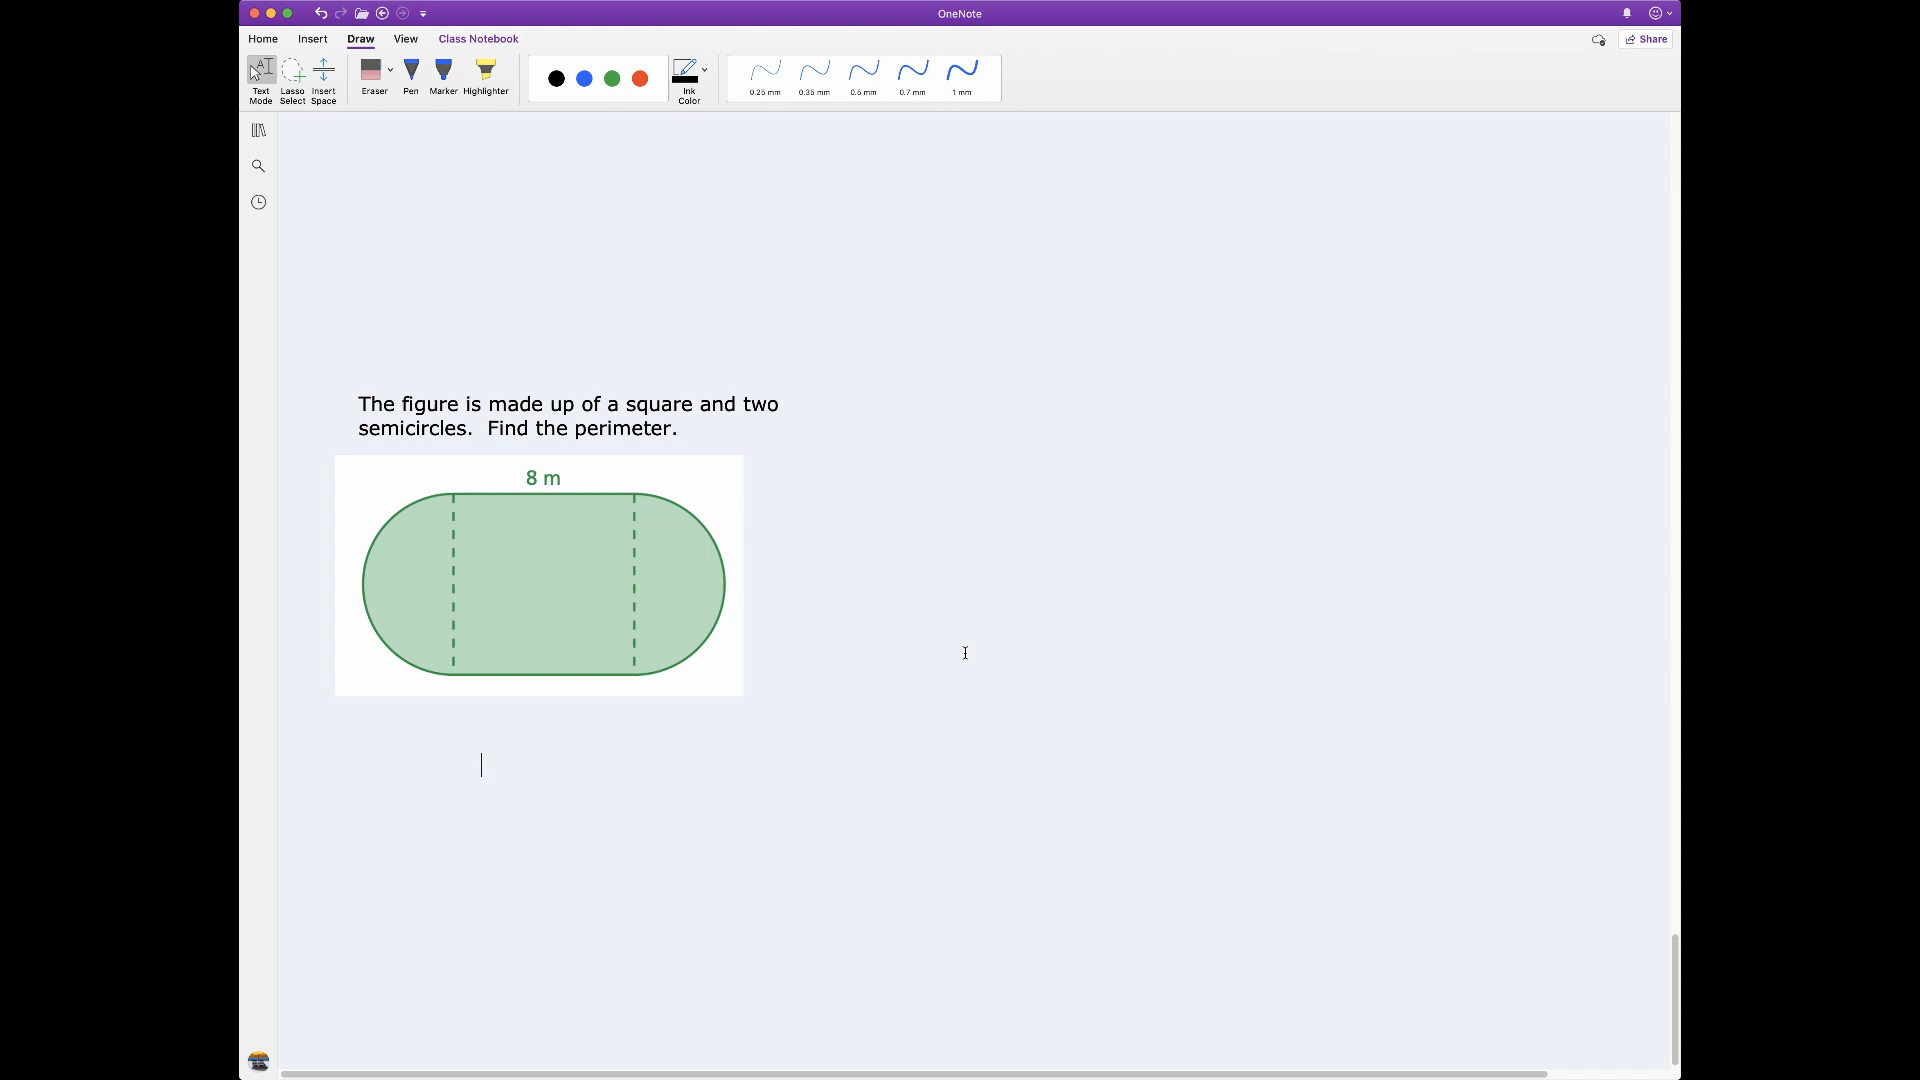 OneNote
Home Insert Draw View Class Notebook
Share
Text Mode
Lasso Select
Insert Space
Eraser
Pen
Marker
Highlighter
Ink Color
0.25 mm
0.35 mm
0.5 mm
0.7 mm
1 mm
The figure is made up of a square and two
semicircles. Find the perimeter.
8 m